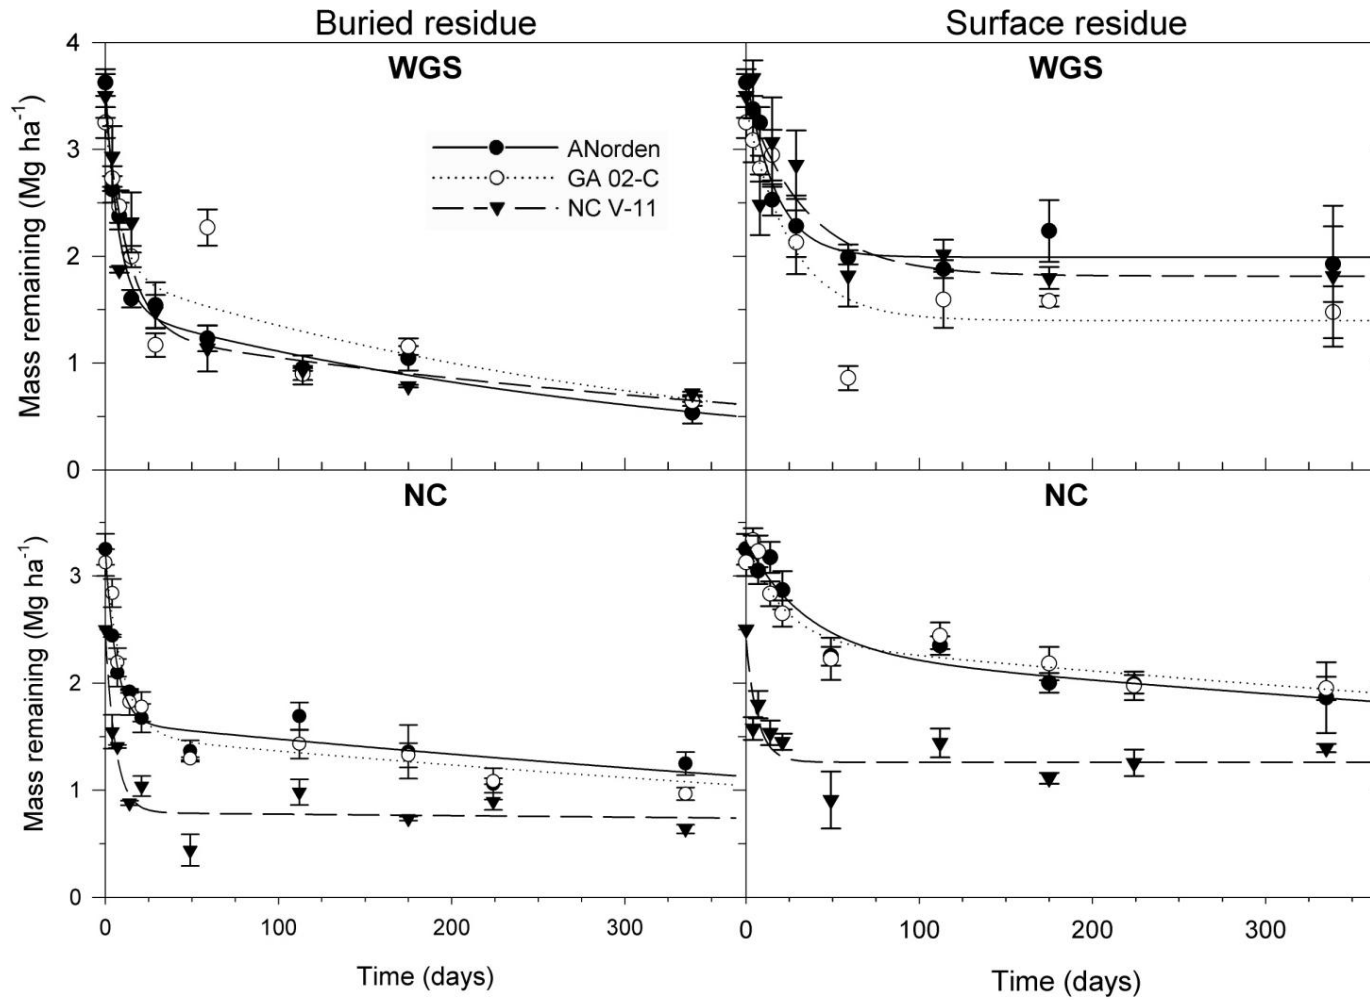 Buried residue
Surface residue
WGS
WGS
4
3
2
1
0
Mass remaining (Mg ha⁻¹)
ANorden
GA 02-C
NC V-11
NC
NC
3
2
1
0
Mass remaining (Mg ha⁻¹)
0 100 200 300
0 100 200 300
Time (days)
Time (days)